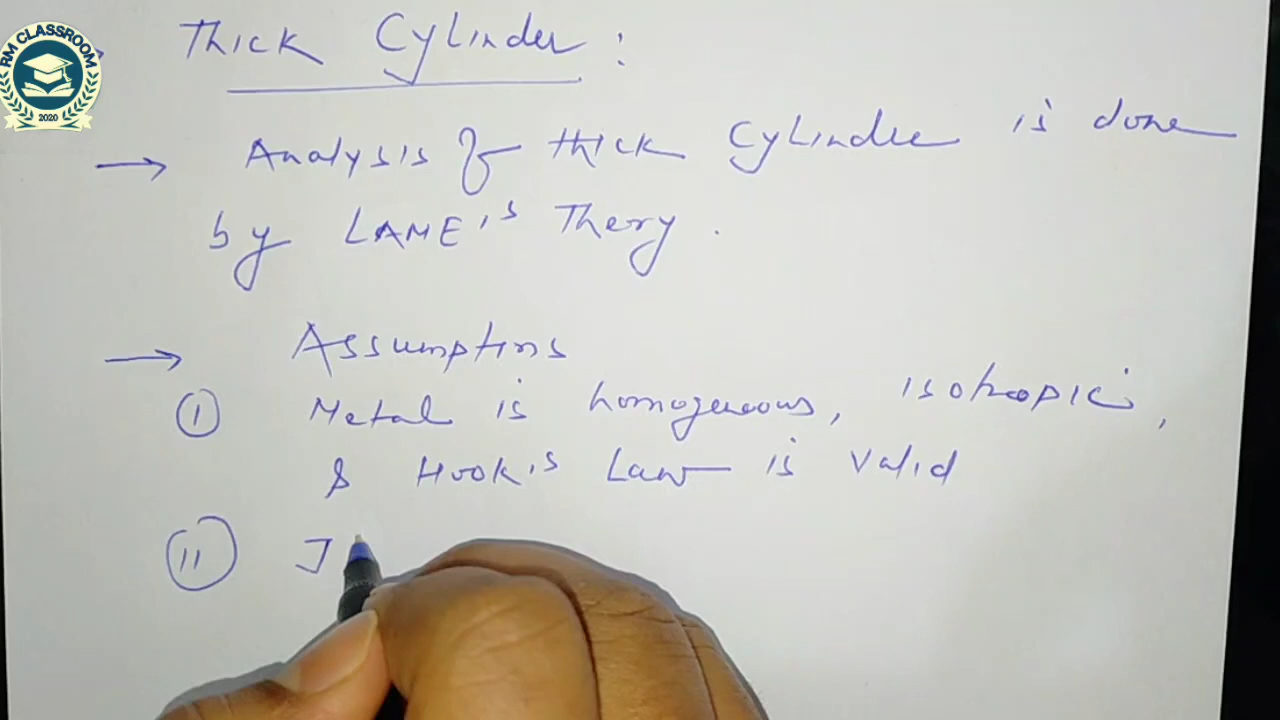 RM CLASSROOM
2020
Thick Cylinder :
→ Analysis of thick Cylinder is done
by LAME's Theory .
→ Assumptions
(i) Metal is homogeneous, isotropic,
& Hook's Law is valid
(ii) I